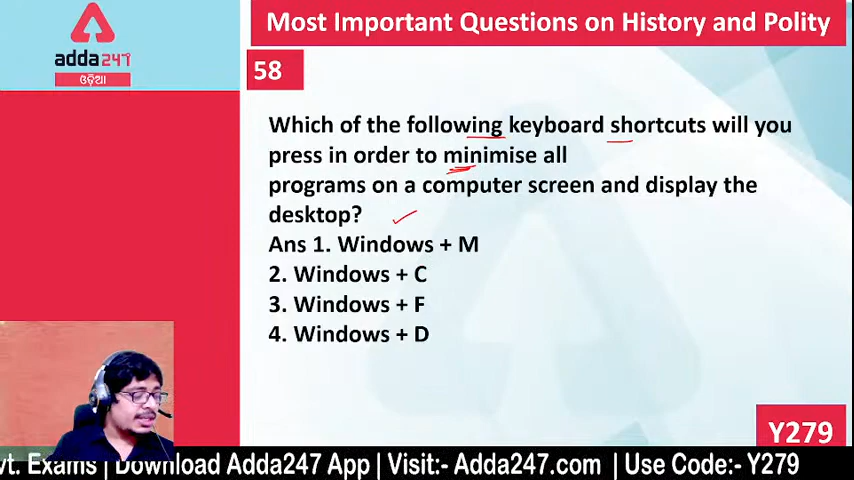 Most Important Questions on History and Polity
adda247
ଓଡ଼ିଆ
58
Which of the following keyboard shortcuts will you
press in order to minimise all
programs on a computer screen and display the
desktop?
Ans 1. Windows + M
2. Windows + C
3. Windows + F
4. Windows + D
Y279
vt. Exams | Download Adda247 App | Visit:- Adda247.com | Use Code:- Y279